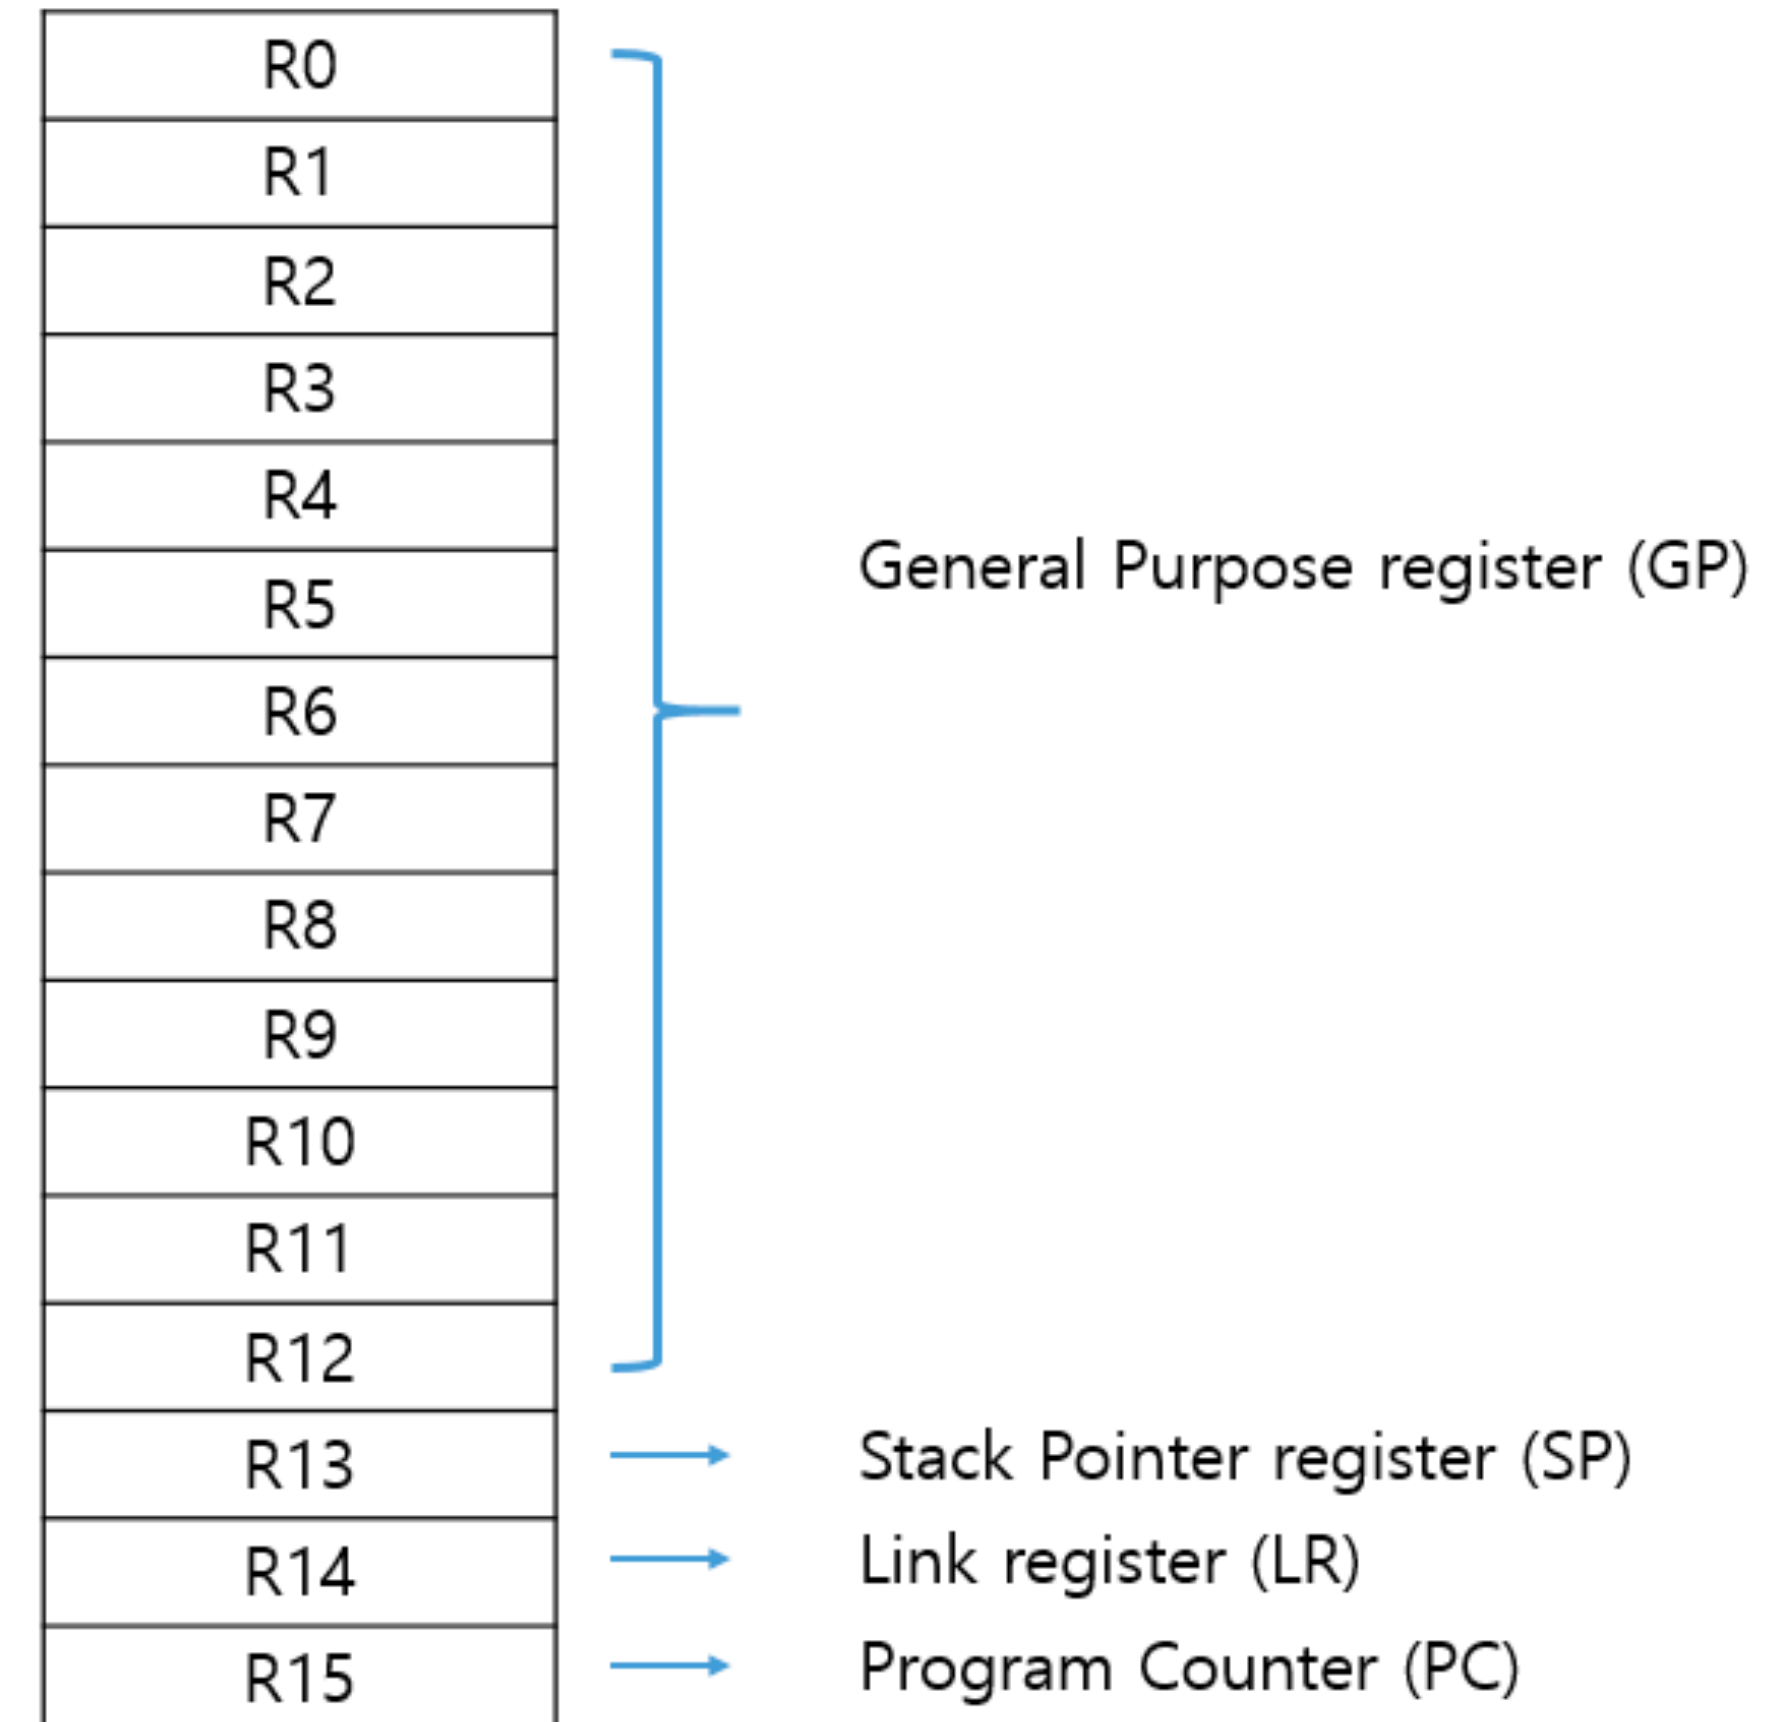 R0
R1
R2
R3
R4
R5
General Purpose register (GP)
R6
R7
R8
R9
R10
R11
R12
R13
Stack Pointer register (SP)
R14
Link register (LR)
R15
Program Counter (PC)